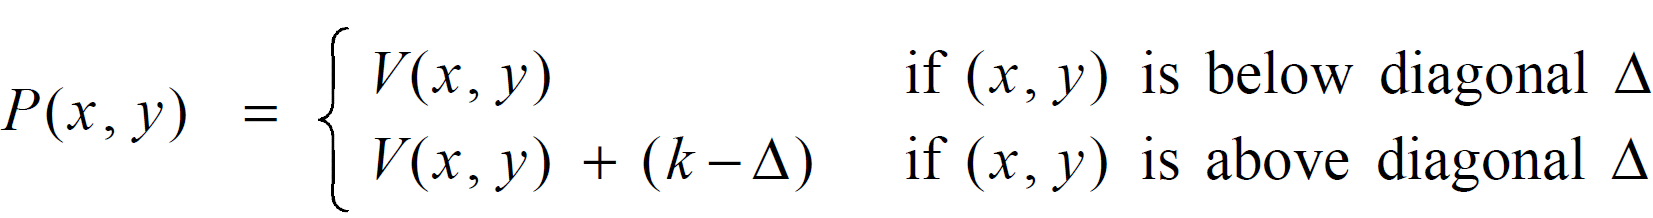 P(x, y) = { V(x, y) if (x, y) is below diagonal Δ
V(x, y) + (k – Δ) if (x, y) is above diagonal Δ